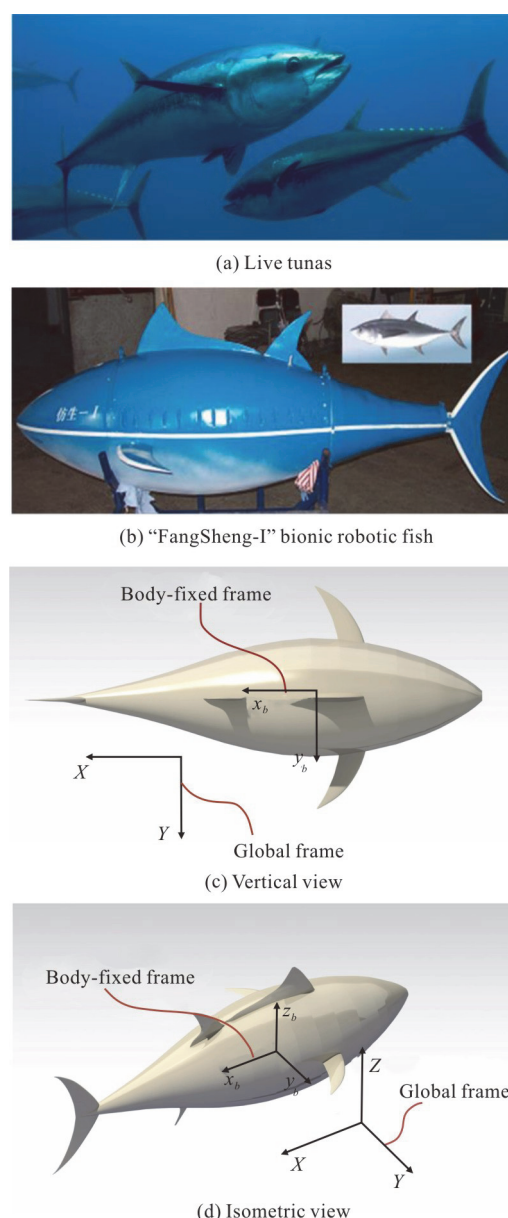 (a) Live tunas
仿生-I
(b) “FangSheng-I” bionic robotic fish
Body-fixed frame
x_b
y_b
X
Y
Global frame
(c) Vertical view
Body-fixed frame
z_b
x_b
y_b
Z
Global frame
X
Y
(d) Isometric view